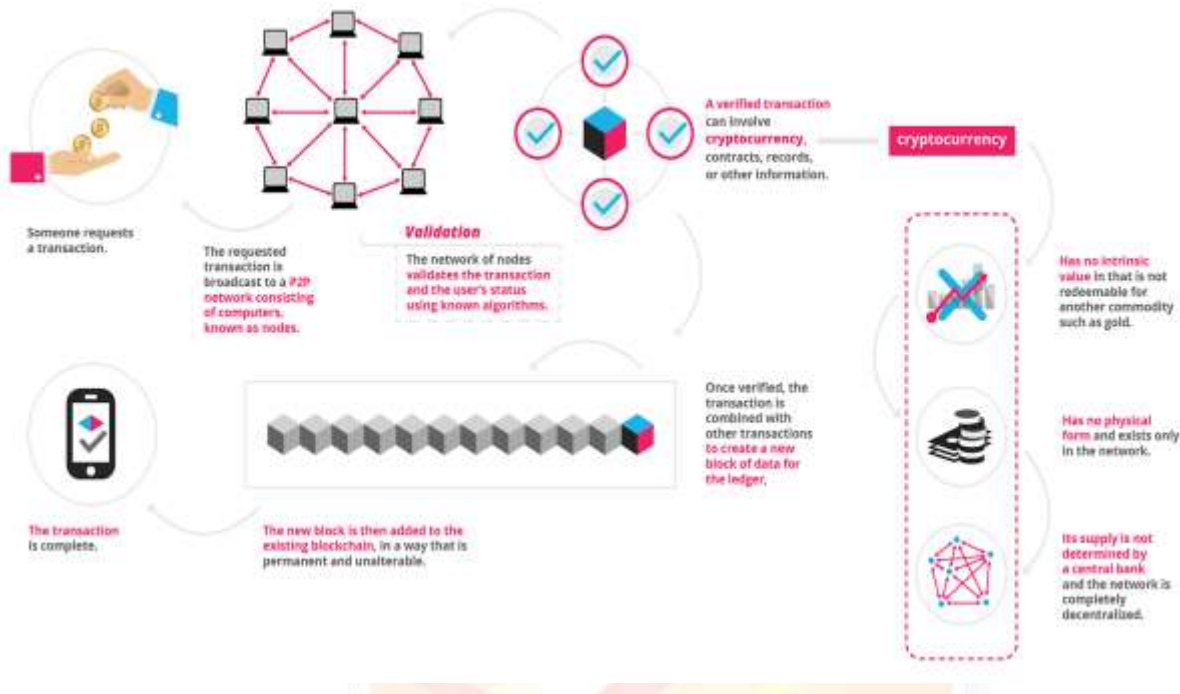 Someone requests
a transaction.
The requested
transaction is
broadcast to a P2P
network consisting
of computers,
known as nodes.
Validation
The network of nodes
validates the transaction
and the user's status
using known algorithms.
A verified transaction
can involve
cryptocurrency,
contracts, records,
or other information.
cryptocurrency
Has no intrinsic
value in that is not
redeemable for
another commodity
such as gold.
Has no physical
form and exists only
in the network.
Its supply is not
determined by
a central bank
and the network is
completely
decentralized.
Once verified, the
transaction is
combined with
other transactions
to create a new
block of data for
the ledger.
The new block is then added to the
existing blockchain, in a way that is
permanent and unalterable.
The transaction
is complete.